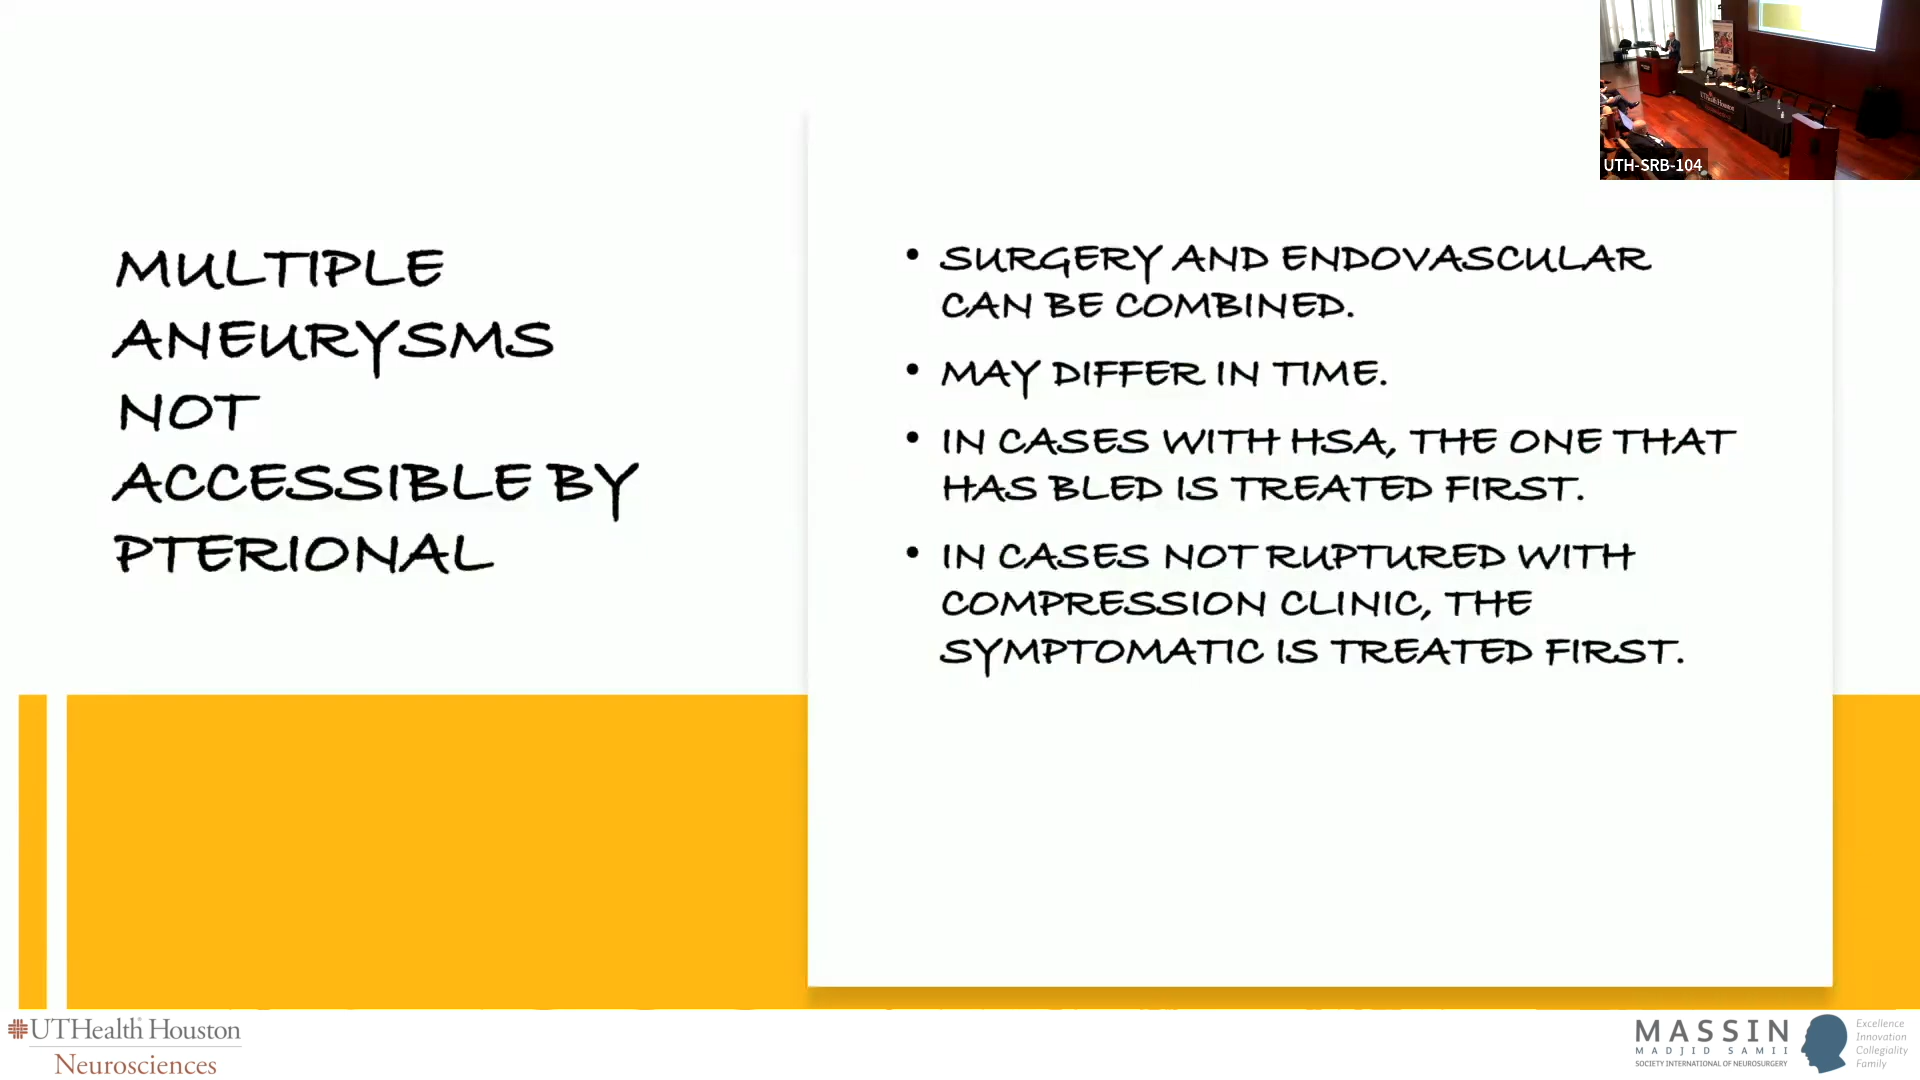 MULTIPLE
ANEURYSMS
NOT
ACCESSIBLE BY
PTERIONAL
• SURGERY AND ENDOVASCULAR
CAN BE COMBINED.
• MAY DIFFER IN TIME.
• IN CASES WITH HSA, THE ONE THAT
HAS BLED IS TREATED FIRST.
• IN CASES NOT RUPTURED WITH
COMPRESSION CLINIC, THE
SYMPTOMATIC IS TREATED FIRST.
UTHealth Houston
UTH-SRB-104
UTHealth Houston
Neurosciences
MASSIN
MADJID SAMII
SOCIETY INTERNATIONAL OF NEUROSURGERY
Excellence
Innovation
Collegiality
Family